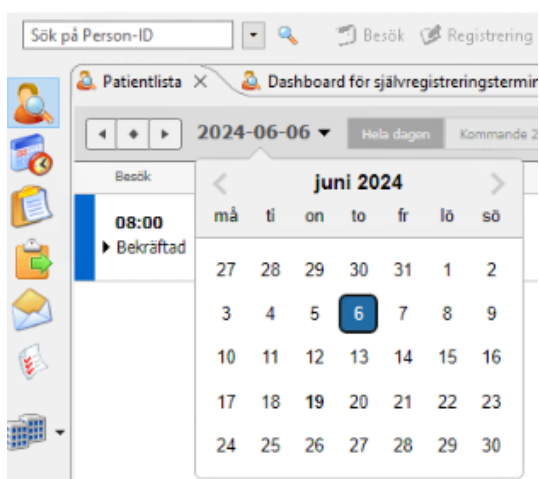 Sök på Person-ID Besök Registrering
Patientlista Dashboard för självregistreringstermin
2024-06-06 Hela dagen Kommande 2
Besök
08:00
Bekräftad
juni 2024
må ti on to fr lö sö
27 28 29 30 31 1 2
3 4 5 6 7 8 9
10 11 12 13 14 15 16
17 18 19 20 21 22 23
24 25 26 27 28 29 30